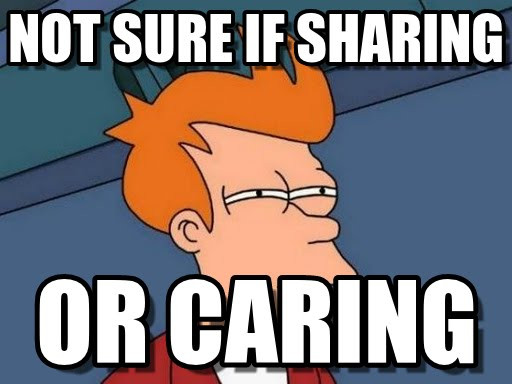 NOT SURE IF SHARING
OR CARING